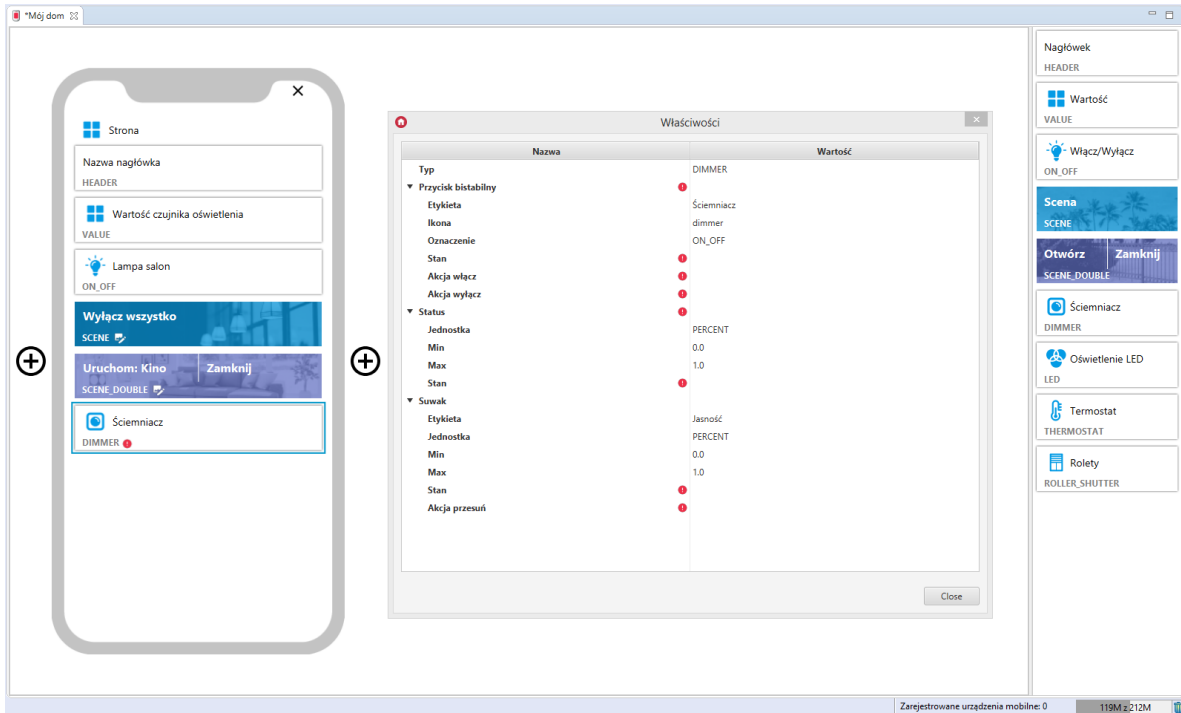 *Mój dom
Strona
Nazwa nagłówka
HEADER
Wartość czujnika oświetlenia
VALUE
Lampa salon
ON_OFF
Wyłącz wszystko
SCENE
Uruchom: Kino Zamknij
SCENE_DOUBLE
Ściemniacz
DIMMER
Właściwości
Nazwa Wartość
Typ DIMMER
Przycisk bistabilny
Etykieta Ściemniacz
Ikona dimmer
Oznaczenie ON_OFF
Stan
Akcja włącz
Akcja wyłącz
Status
Jednostka PERCENT
Min 0.0
Max 1.0
Stan
Suwak
Etykieta Jasność
Jednostka PERCENT
Min 0.0
Max 1.0
Stan
Akcja przesuń
Close
Nagłówek
HEADER
Wartość
VALUE
Włącz/Wyłącz
ON_OFF
Scena
SCENE
Otwórz Zamknij
SCENE_DOUBLE
Ściemniacz
DIMMER
Oświetlenie LED
LED
Termostat
THERMOSTAT
Rolety
ROLLER_SHUTTER
Zarejestrowane urządzenia mobilne: 0 119M z 212M